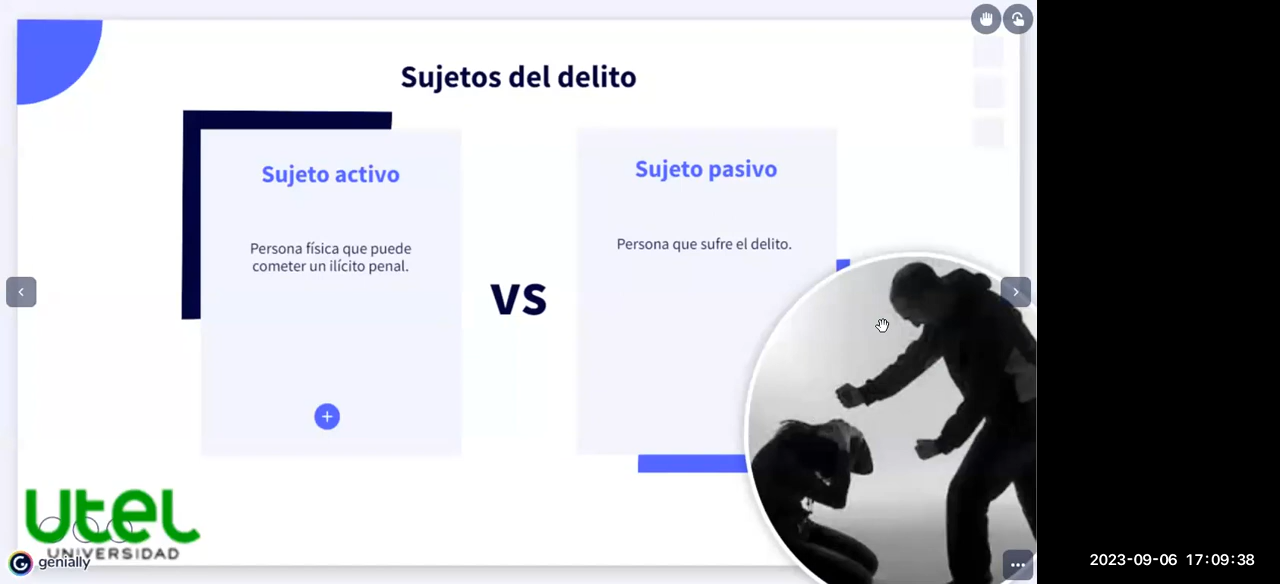 Sujetos del delito
Sujeto activo
Persona física que puede
cometer un ilícito penal.
VS
Sujeto pasivo
Persona que sufre el delito.
utel
UNIVERSIDAD
genially
2023-09-06 17:09:38